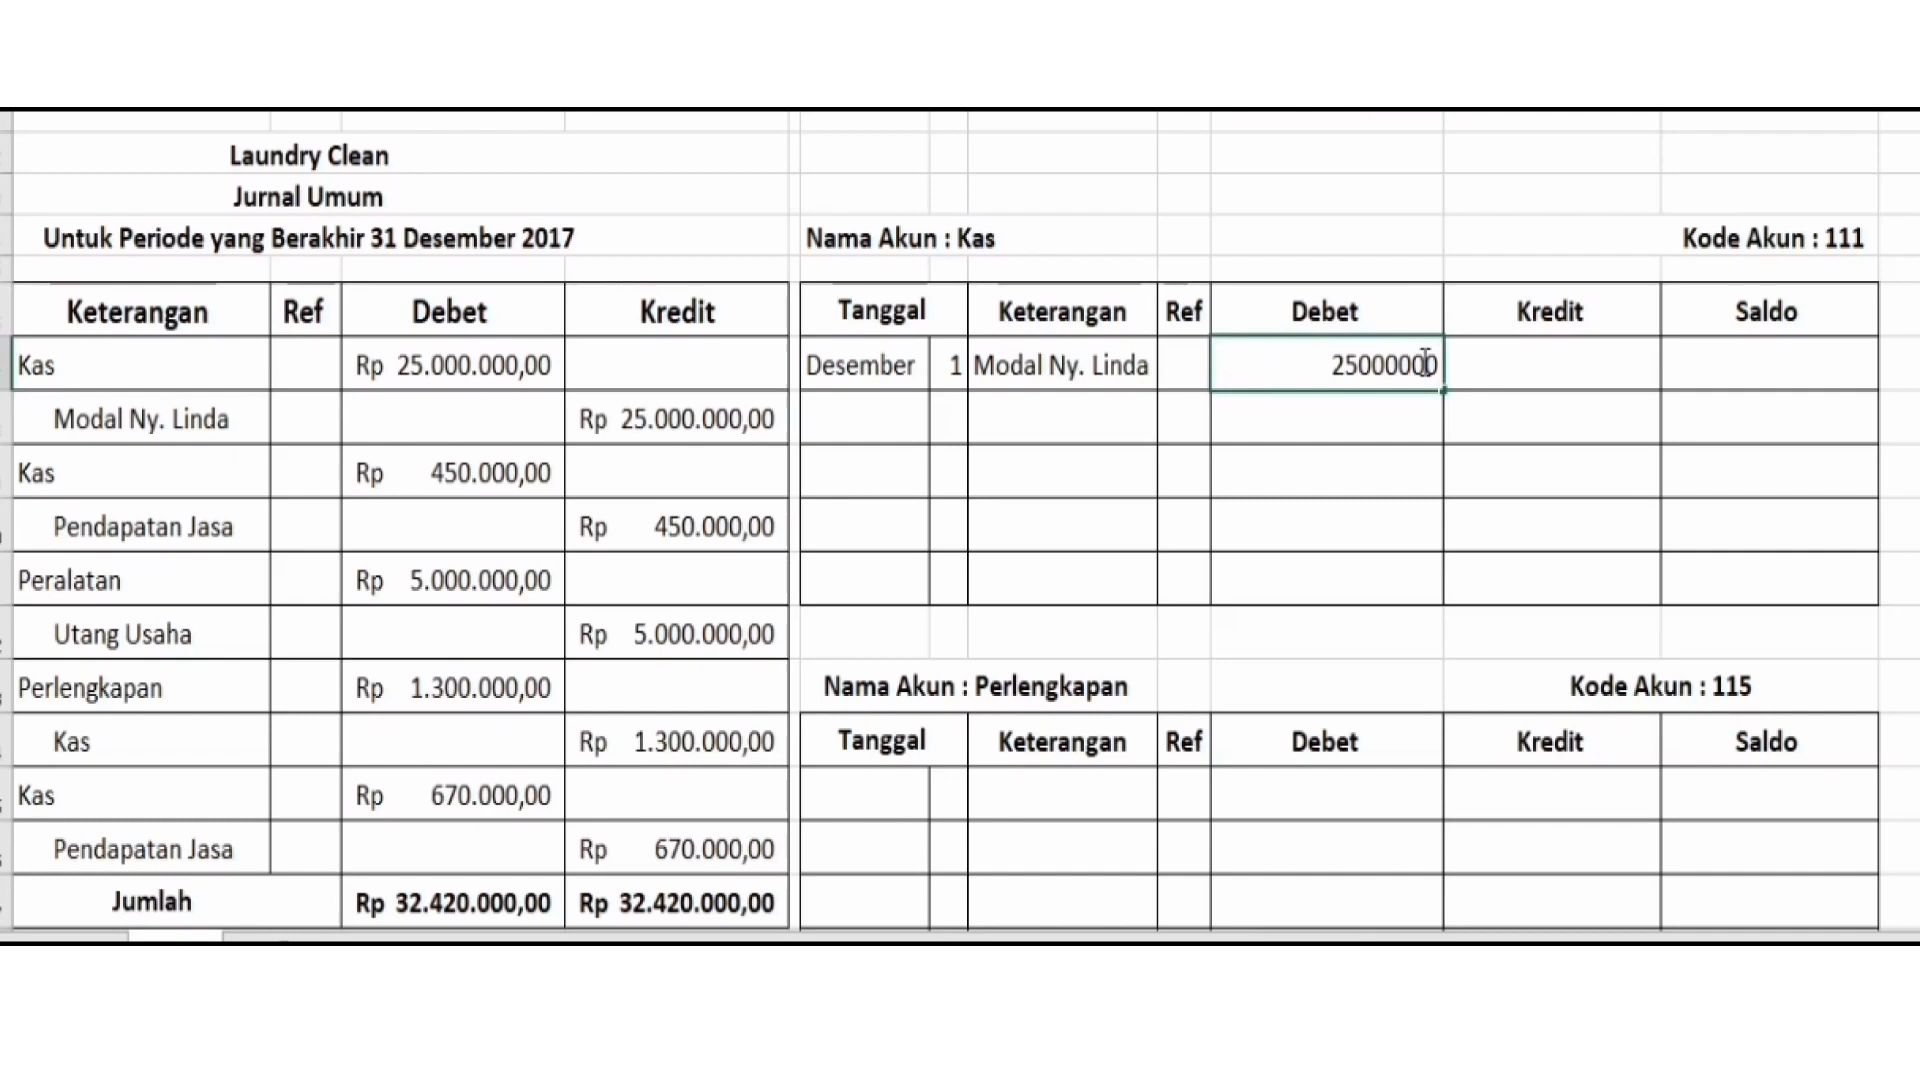 Laundry Clean
Jurnal Umum
Untuk Periode yang Berakhir 31 Desember 2017
Keterangan Ref Debet Kredit
Kas Rp 25.000.000,00
Modal Ny. Linda Rp 25.000.000,00
Kas Rp 450.000,00
Pendapatan Jasa Rp 450.000,00
Peralatan Rp 5.000.000,00
Utang Usaha Rp 5.000.000,00
Perlengkapan Rp 1.300.000,00
Kas Rp 1.300.000,00
Kas Rp 670.000,00
Pendapatan Jasa Rp 670.000,00
Jumlah Rp 32.420.000,00 Rp 32.420.000,00
Nama Akun : Kas Kode Akun : 111
Tanggal Keterangan Ref Debet Kredit Saldo
Desember 1 Modal Ny. Linda 25000000
Nama Akun : Perlengkapan Kode Akun : 115
Tanggal Keterangan Ref Debet Kredit Saldo